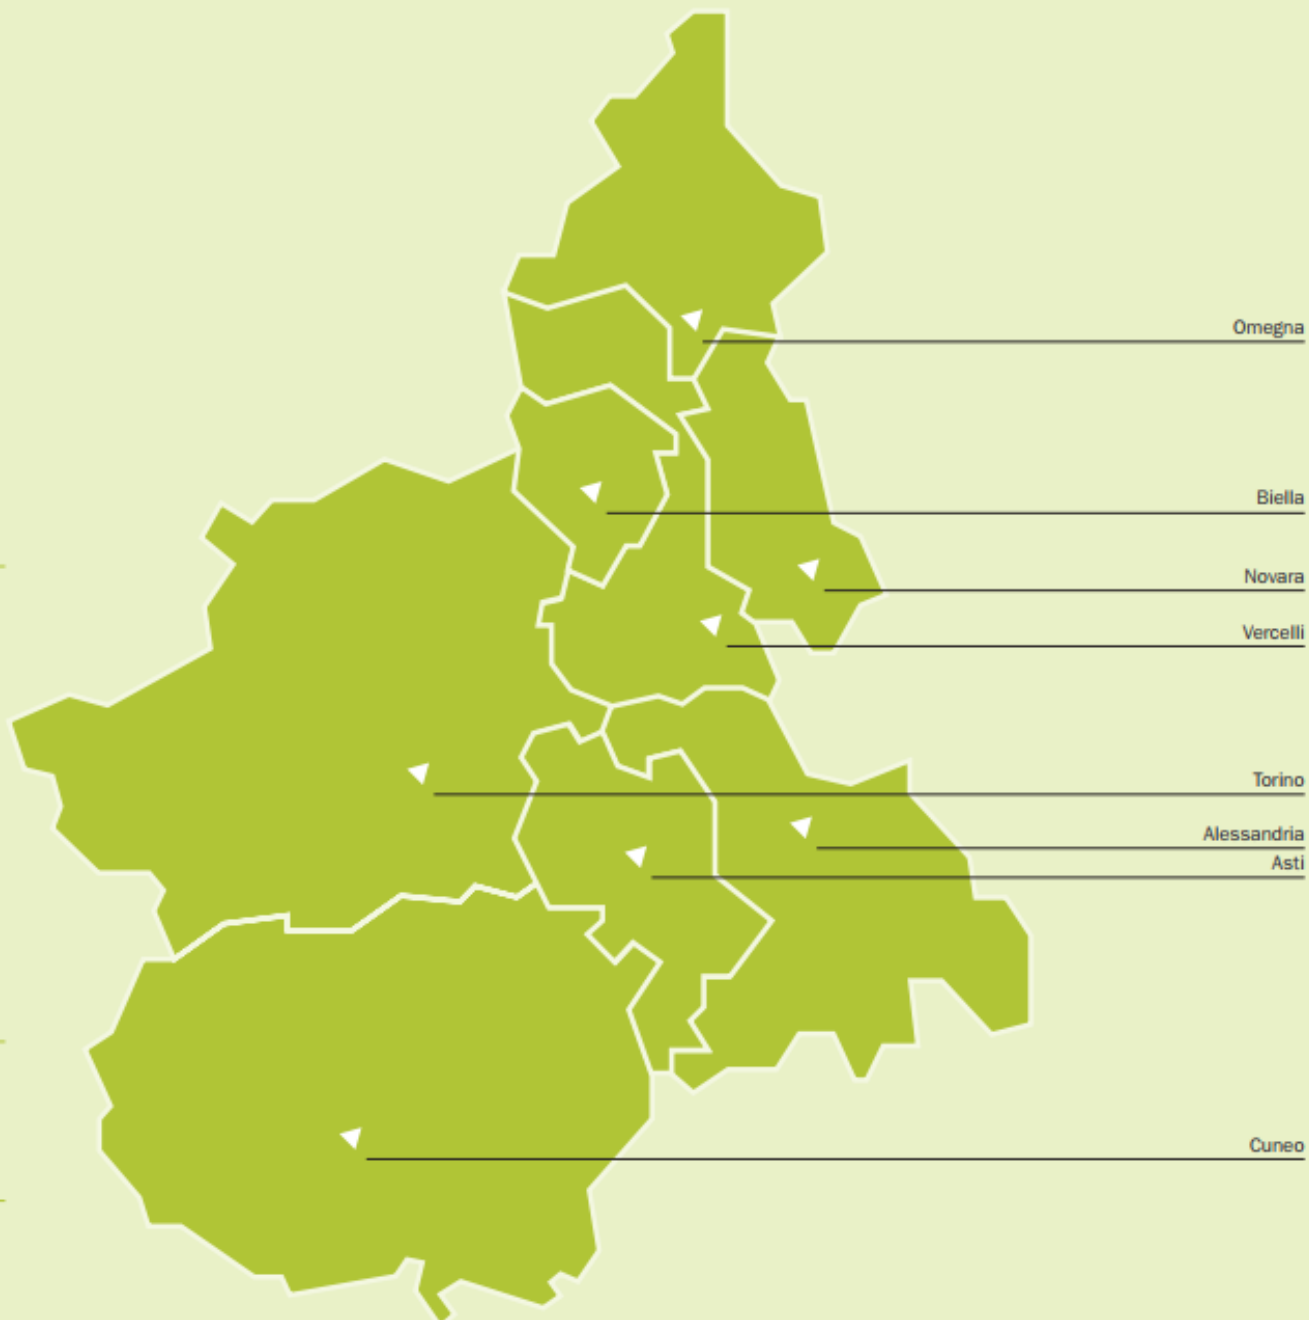 Omegna
Biella
Novara
Vercelli
Torino
Alessandria
Asti
Cuneo